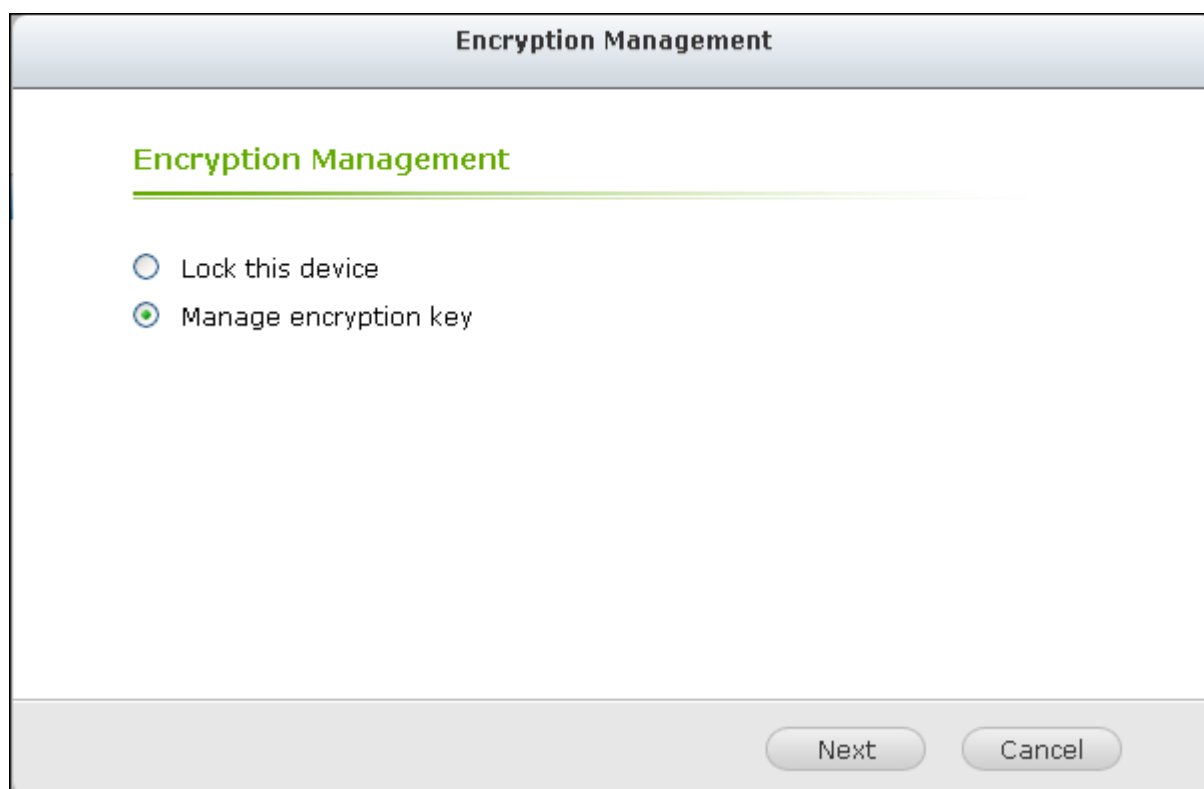 Encryption Management
Encryption Management
Lock this device
Manage encryption key
Next Cancel